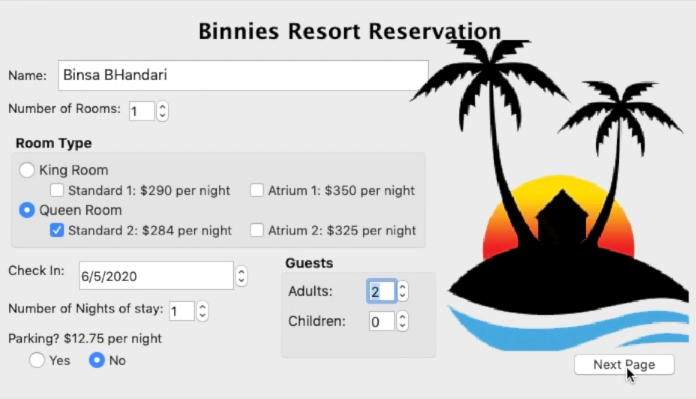 Binnies Resort Reservation
Name: Binsa BHandari
Number of Rooms: 1
Room Type
King Room
Standard 1: $290 per night Atrium 1: $350 per night
Queen Room
Standard 2: $284 per night Atrium 2: $325 per night
Check In: 6/5/2020
Number of Nights of stay: 1
Parking? $12.75 per night
Yes No
Guests
Adults: 2
Children: 0
Next Page